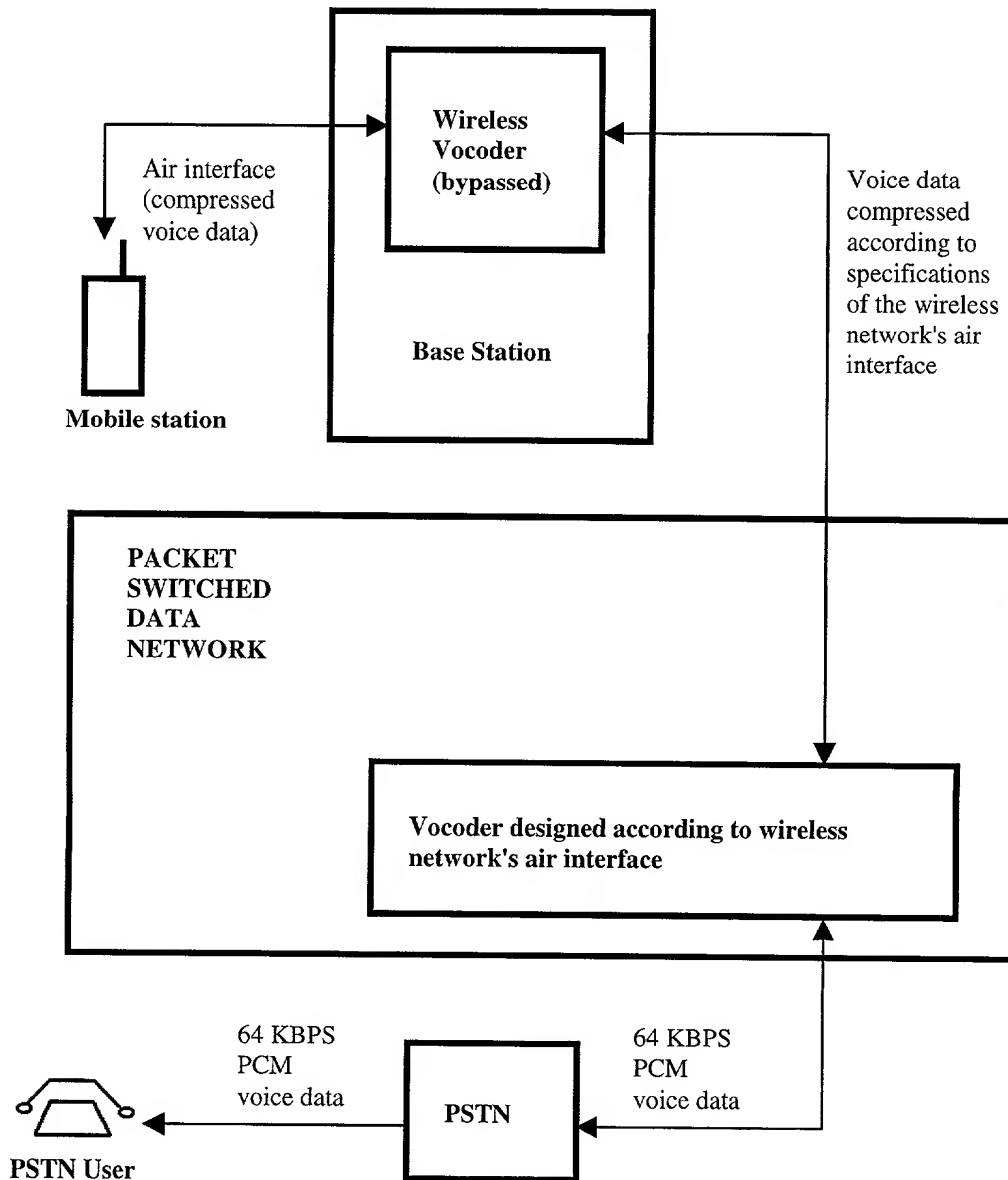 Wireless
Vocoder
(bypassed)
Air interface
(compressed
voice data)
Voice data
compressed
according to
specifications
of the wireless
network's air
interface
Base Station
Mobile station
PACKET
SWITCHED
DATA
NETWORK
Vocoder designed according to wireless
network's air interface
64 KBPS
PCM
voice data
64 KBPS
PCM
voice data
PSTN
PSTN User